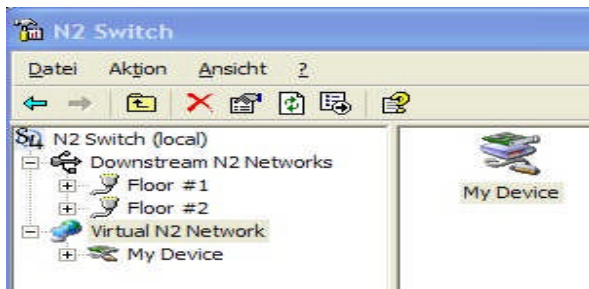 N2 Switch
Datei Aktion Ansicht ?
N2 Switch (local)
Downstream N2 Networks
Floor #1
Floor #2
Virtual N2 Network
My Device
My Device